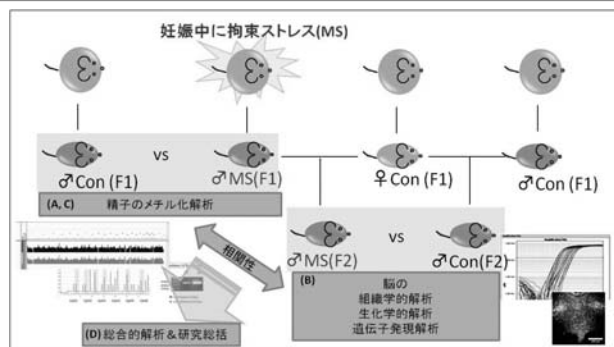 妊娠中に拘束ストレス(MS)
♂Con(F1)
vs
♂MS(F1)
♀Con(F1)
♂Con(F1)
(A, C) 精子のメチル化解析
♂MS(F2)
vs
♂Con(F2)
相関性
(B) 脳の
組織学的解析
生化学的解析
遺伝子発現解析
(D) 総合的解析&研究総括